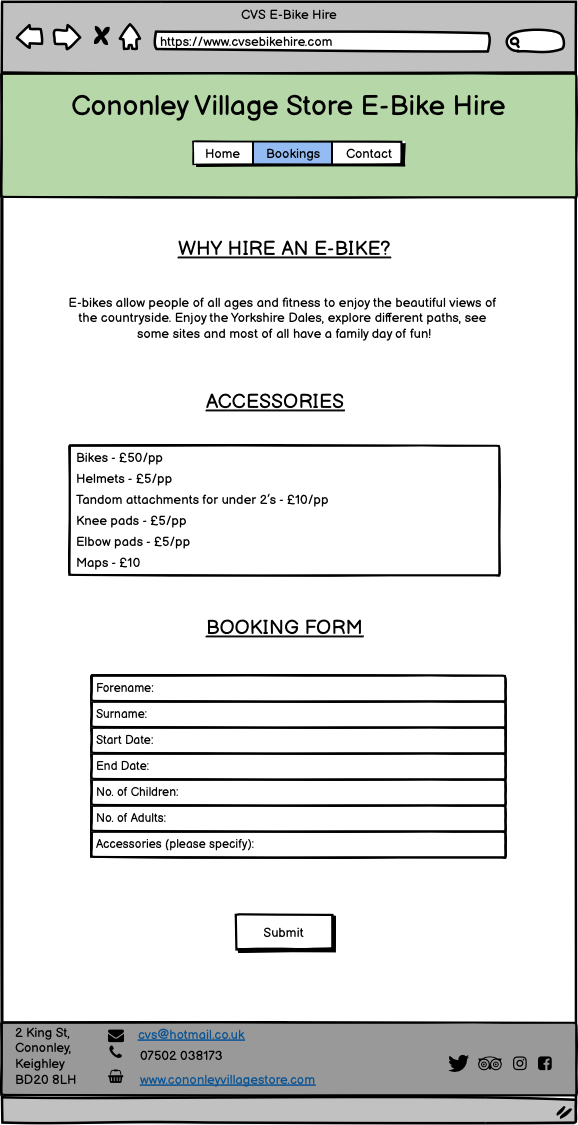 CVS E-Bike Hire
https://www.cvsebikehire.com
Cononley Village Store E-Bike Hire
Home Bookings Contact
WHY HIRE AN E-BIKE?
E-bikes allow people of all ages and fitness to enjoy the beautiful views of
the countryside. Enjoy the Yorkshire Dales, explore different paths, see
some sites and most of all have a family day of fun!
ACCESSORIES
Bikes - £50/pp
Helmets - £5/pp
Tandom attachments for under 2's - £10/pp
Knee pads - £5/pp
Elbow pads - £5/pp
Maps - £10
BOOKING FORM
Forename:
Surname:
Start Date:
End Date:
No. of Children:
No. of Adults:
Accessories (please specify):
Submit
2 King St,
Cononley,
Keighley
BD20 8LH
cvs@hotmail.co.uk
07502 038173
www.cononleyvillagestore.com